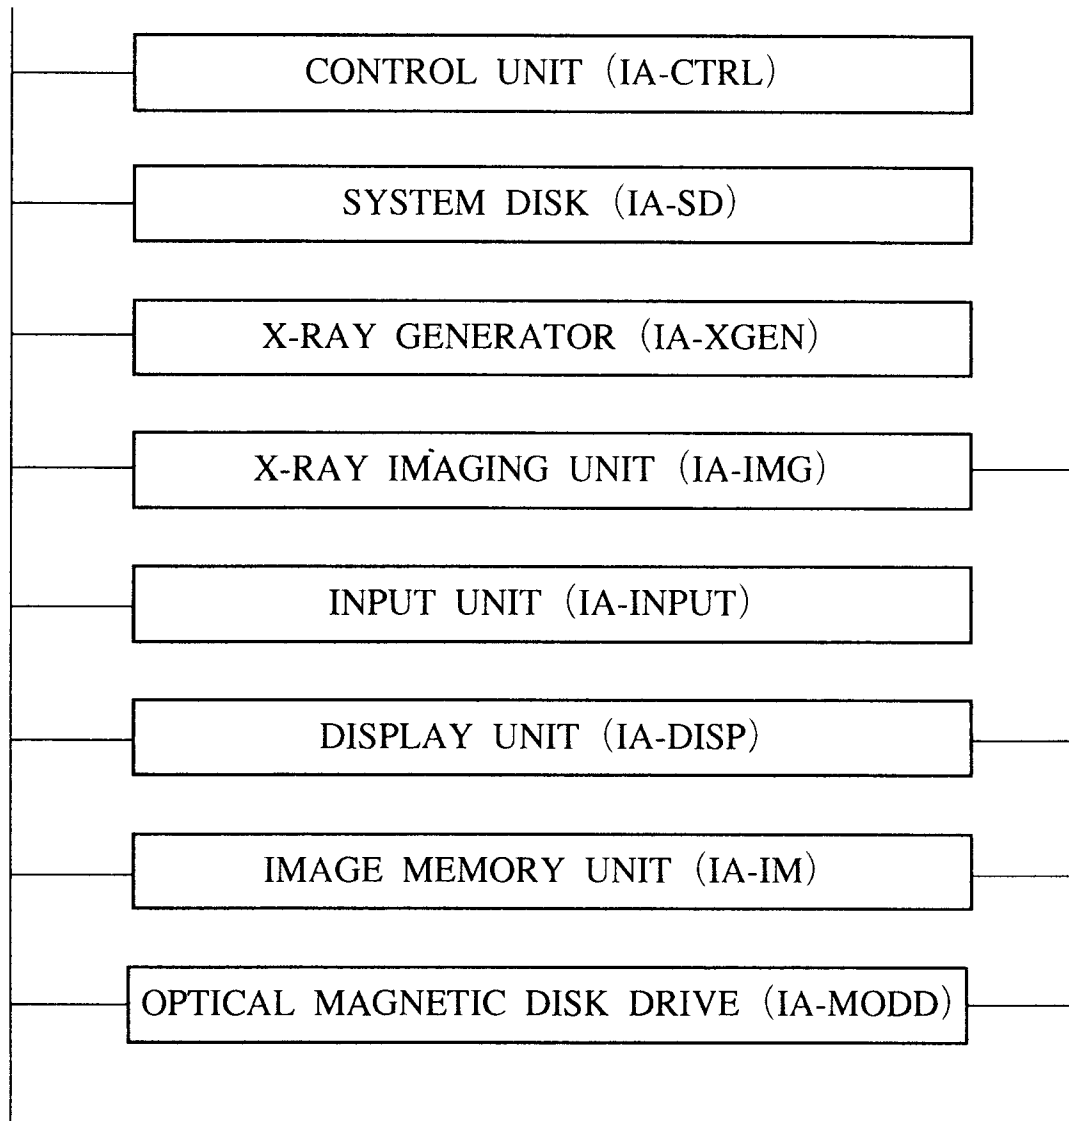 CONTROL UNIT (IA-CTRL)
SYSTEM DISK (IA-SD)
X-RAY GENERATOR (IA-XGEN)
X-RAY IMAGING UNIT (IA-IMG)
INPUT UNIT (IA-INPUT)
DISPLAY UNIT (IA-DISP)
IMAGE MEMORY UNIT (IA-IM)
OPTICAL MAGNETIC DISK DRIVE (IA-MODD)